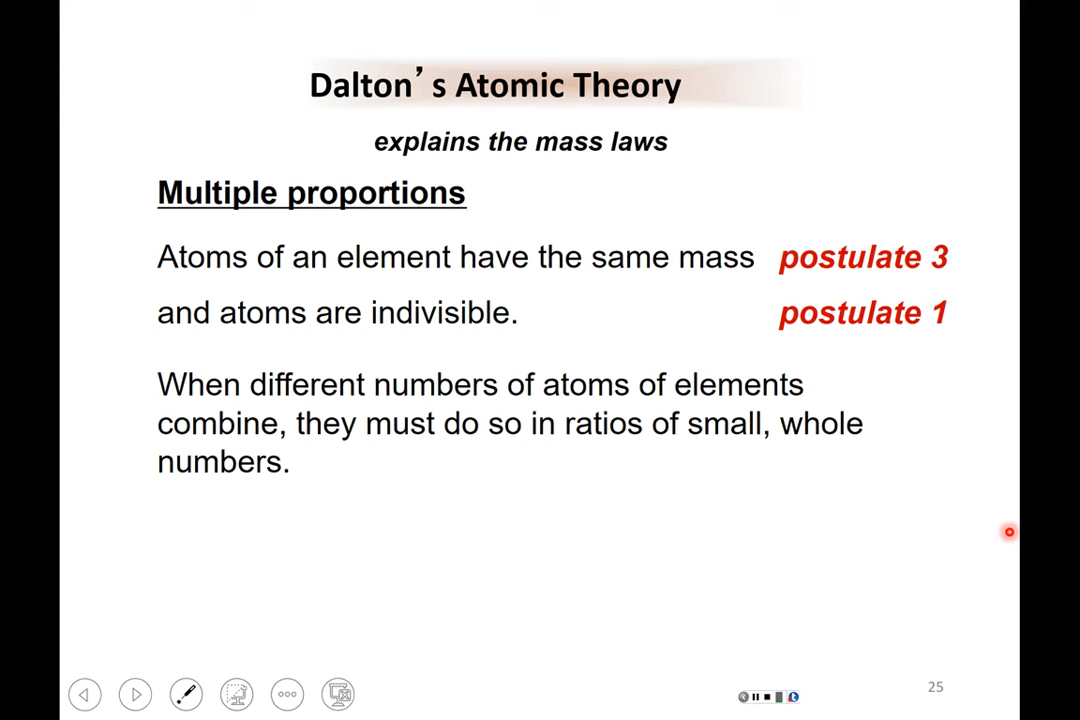 Dalton’s Atomic Theory
explains the mass laws
Multiple proportions
Atoms of an element have the same mass postulate 3
and atoms are indivisible. postulate 1
When different numbers of atoms of elements
combine, they must do so in ratios of small, whole
numbers.
25